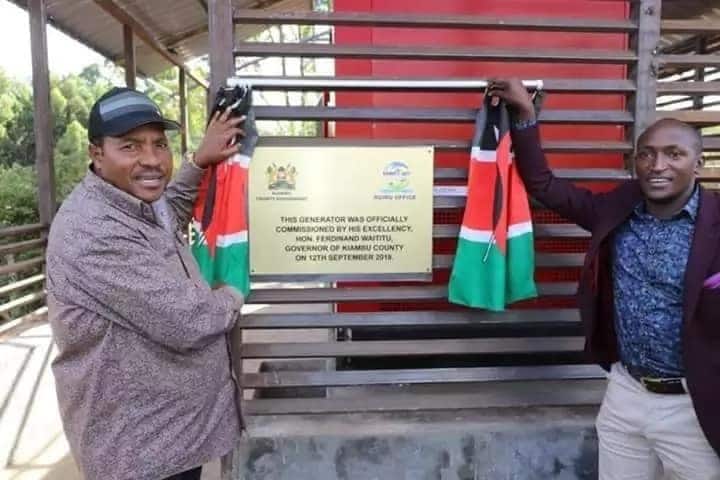 KIAMBU
COUNTY GOVERNMENT
RUIRU OFFICE
THIS GENERATOR WAS OFFICIALLY
COMMISSIONED BY HIS EXCELLENCY,
HON. FERDINAND WAITITU,
GOVERNOR OF KIAMBU COUNTY
ON 12TH SEPTEMBER 2018.